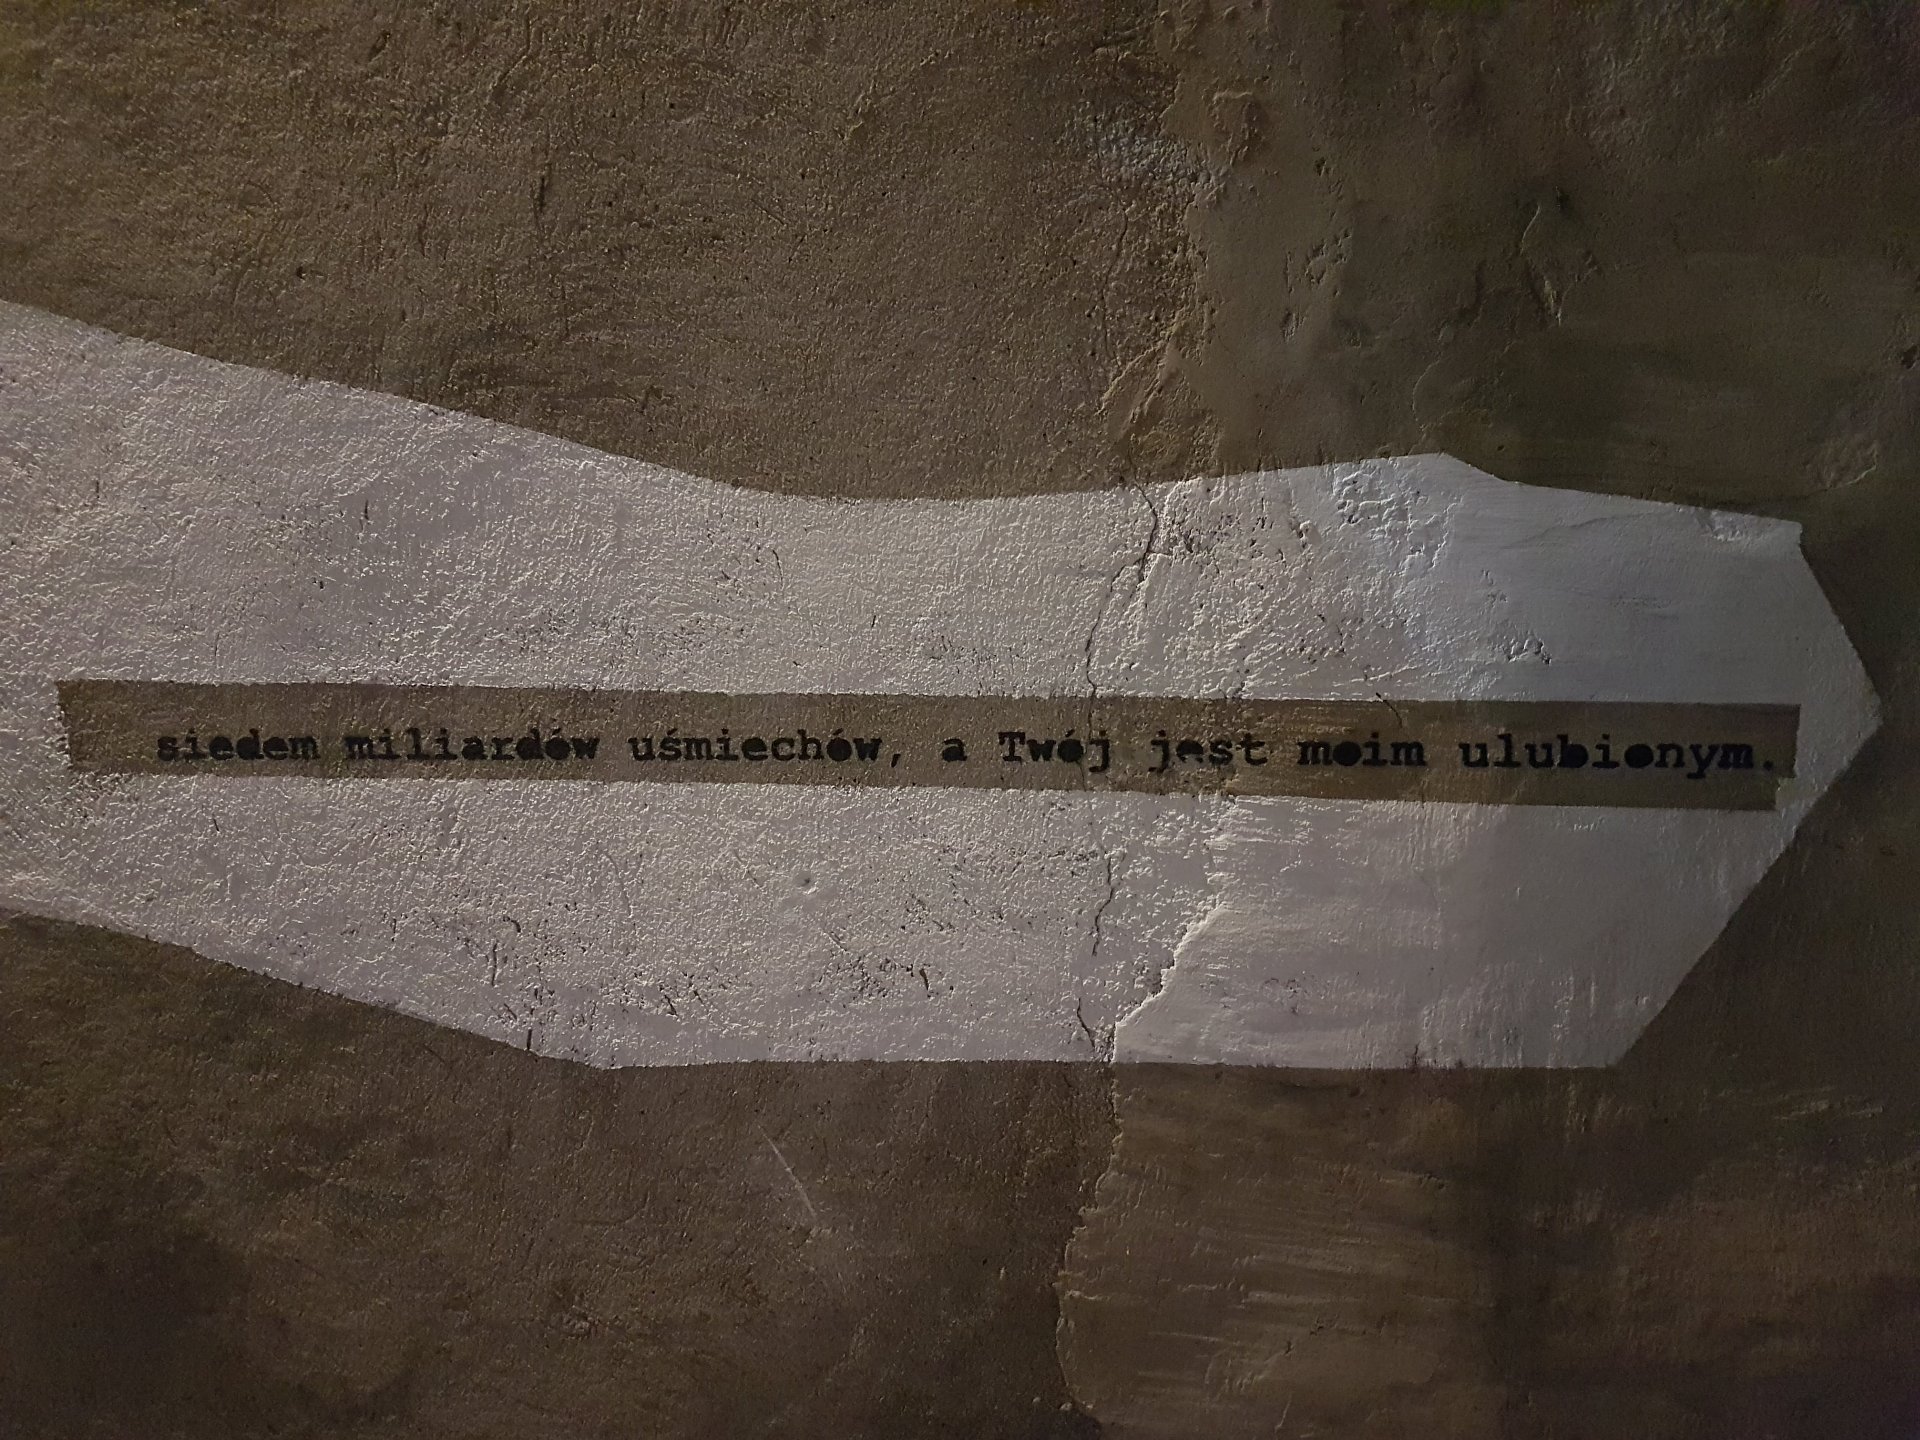 siedem miliardów uśmiechów, a Twój jest moim ulubionym.